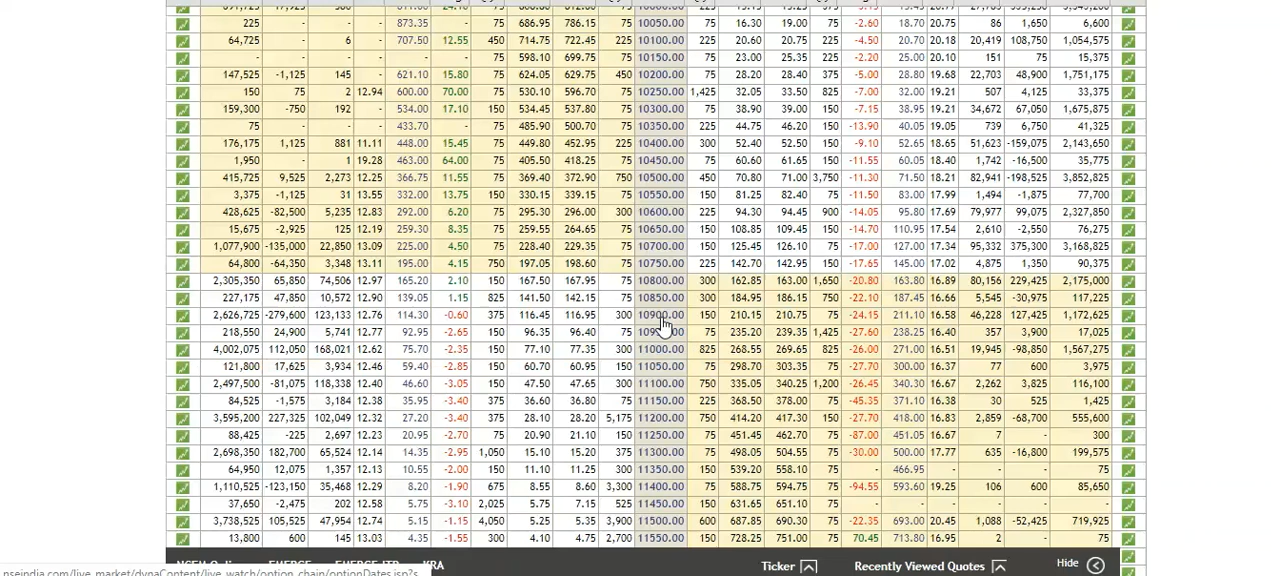 10050.00
225 - - 873.35 - 75 686.95 786.15 75 10050.00 75 16.30 19.00 75 -2.60 18.70 20.75 86 1,650 6,600
64,725 - 6 707.50 12.55 450 714.75 722.45 225 10100.00 225 20.60 20.75 225 -4.50 20.70 20.18 20,419 108,750 1,054,575
- - - - - 75 598.10 699.75 75 10150.00 75 23.00 25.35 225 -2.20 25.00 20.10 151 75 15,375
147,525 -1,125 145 621.10 15.80 75 624.05 629.75 450 10200.00 75 28.20 28.40 375 -5.00 28.80 19.68 22,703 48,900 1,751,175
150 75 2 12.94 600.00 70.00 75 530.10 596.70 75 10250.00 1,425 32.05 33.50 825 -7.00 32.00 19.21 507 4,125 33,375
159,300 -750 192 534.00 17.10 75 534.45 537.80 75 10300.00 75 38.90 39.00 150 -7.15 38.95 19.21 34,672 67,050 1,675,875
75 - - 433.70 - 75 485.90 500.70 75 10350.00 225 44.75 46.20 150 -13.90 40.05 19.05 739 6,750 41,325
176,175 1,125 881 11.11 448.00 15.45 75 449.80 452.95 225 10400.00 300 52.40 52.50 150 -9.10 52.65 18.65 51,623 -159,075 2,143,650
1,950 - 1 19.28 463.00 64.00 75 405.50 418.25 75 10450.00 75 60.60 61.65 150 -11.55 60.05 18.40 1,742 -16,500 35,775
415,725 9,525 2,273 12.25 366.75 11.55 75 369.40 372.90 750 10500.00 450 70.80 71.00 3,750 -11.30 71.50 18.21 82,941 -198,525 3,852,825
3,375 -1,125 31 13.55 332.00 13.75 150 330.15 339.15 75 10550.00 150 81.25 82.40 75 -11.50 83.00 17.99 1,494 -1,875 77,700
428,625 -82,500 5,235 12.83 292.00 6.20 75 295.30 296.00 300 10600.00 225 94.30 94.45 900 -14.05 95.80 17.69 79,977 99,075 2,327,850
15,675 -2,925 125 12.19 259.30 8.35 75 259.55 264.65 75 10650.00 150 108.85 109.45 150 -14.70 110.95 17.54 2,610 -2,550 76,275
1,077,900 -135,000 22,850 13.09 225.00 4.50 75 228.40 229.35 75 10700.00 150 125.45 126.10 75 -17.00 127.00 17.34 95,332 375,300 3,168,825
64,800 -64,350 3,348 13.11 195.00 4.15 750 197.05 198.60 75 10750.00 225 142.70 142.95 150 -17.65 145.00 17.02 4,875 1,350 90,375
2,305,350 65,850 74,506 12.97 165.20 2.10 150 167.50 167.95 75 10800.00 300 162.85 163.00 1,650 -20.80 163.80 16.89 80,156 229,425 2,175,000
227,175 47,850 10,572 12.90 139.05 1.15 825 141.50 142.15 75 10850.00 300 184.95 186.15 750 -22.10 187.45 16.66 5,545 -30,975 117,225
2,626,725 -279,600 123,133 12.76 114.30 -0.60 375 116.45 116.95 300 10900.00 150 210.15 210.75 75 -24.15 211.10 16.58 46,228 127,425 1,172,625
218,550 24,900 5,741 12.77 92.95 -2.65 150 96.35 96.40 75 75 235.20 239.35 1,425 -27.60 238.25 16.40 357 3,900 17,025
4,002,075 112,050 168,021 12.62 75.70 -2.35 150 77.10 77.35 300 11000.00 825 268.55 269.65 825 -26.00 271.00 16.51 19,945 -98,850 1,567,275
121,800 17,625 3,934 12.46 59.40 -2.85 150 60.70 60.95 150 11050.00 75 298.70 303.35 75 -27.70 300.00 16.37 77 600 3,975
2,497,500 -81,075 118,338 12.40 46.60 -3.05 150 47.50 47.65 300 11100.00 750 335.05 340.25 1,200 -26.45 340.30 16.67 2,262 3,825 116,100
84,525 -1,575 3,184 12.38 35.95 -3.40 375 36.60 36.80 75 11150.00 225 368.50 378.00 75 -45.35 371.10 16.38 30 525 1,425
3,595,200 227,325 102,049 12.32 27.20 -3.40 375 28.10 28.20 5,175 11200.00 750 414.20 417.30 150 -27.70 418.00 16.83 2,859 -68,700 555,600
88,425 -225 2,697 12.23 20.95 -2.70 75 20.90 21.10 150 11250.00 75 451.45 462.70 75 -87.00 451.05 16.67 7 - 300
2,698,350 182,700 65,524 12.14 14.35 -2.95 1,050 15.10 15.20 375 11300.00 75 498.05 504.55 75 -30.00 500.00 17.77 635 -16,800 199,575
64,950 12,075 1,357 12.13 10.55 -2.00 150 11.10 11.25 300 11350.00 150 539.20 558.10 75 - 466.95 - - 75
1,110,525 -123,150 35,468 12.29 8.20 -1.90 675 8.55 8.60 3,300 11400.00 150 588.75 594.75 75 -94.55 593.60 19.25 106 600 85,650
37,650 -2,475 202 12.58 5.75 -3.10 2,025 5.75 7.15 525 11450.00 150 631.65 651.10 75 - - - - -
3,738,525 105,525 47,954 12.74 5.15 -1.15 4,050 5.25 5.35 3,900 11500.00 600 687.85 690.30 75 -22.35 693.00 20.45 1,088 -52,425 719,925
13,800 600 145 13.03 4.35 -1.55 300 4.10 4.75 2,700 11550.00 150 728.25 751.00 75 70.45 713.80 16.95 2 - 75
KRA Ticker Recently Viewed Quotes Hide
nseindia.com/live_market/dynaContent/live_watch/option_chain/optionDates.jsp?s...